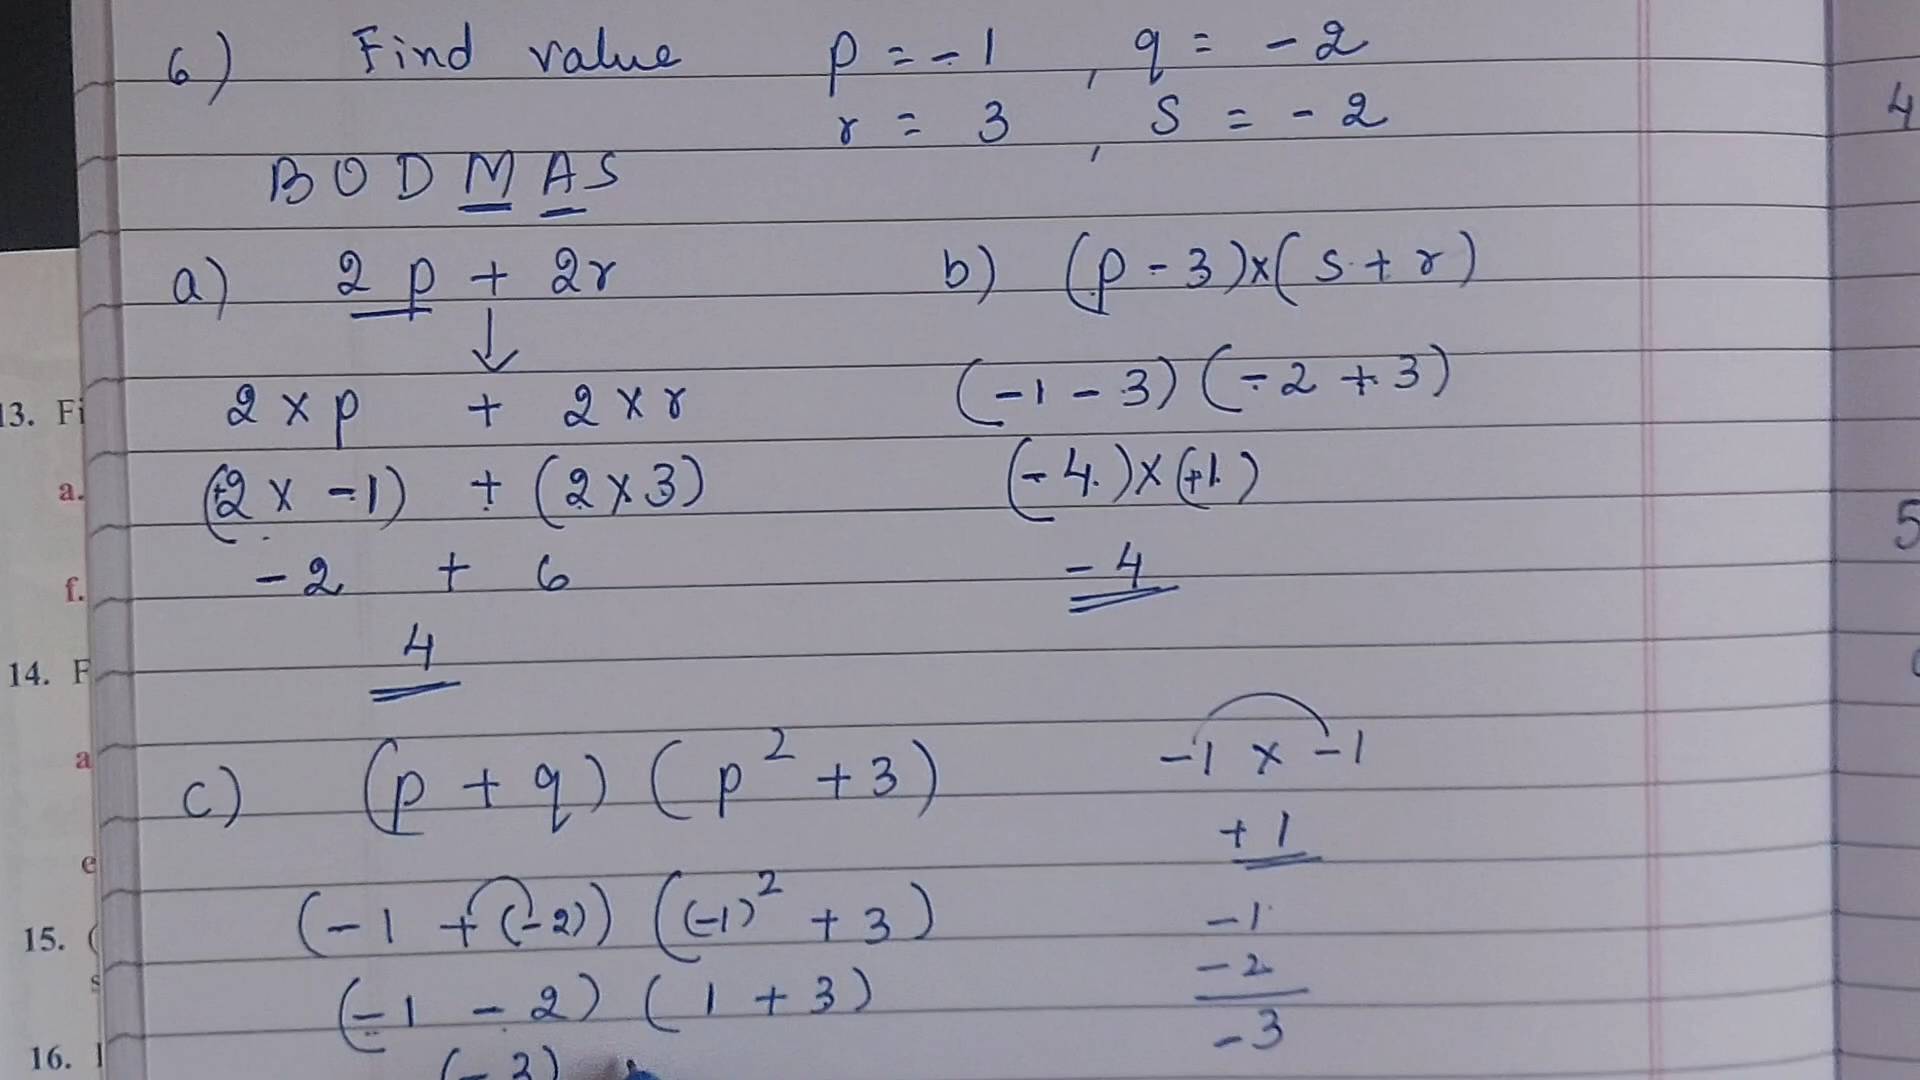 6) Find value p = -1, q = -2
r = 3, s = -2
BODMAS
a) 2p + 2r
↓
2 × p + 2 × r
(+2 × -1) + (2 × 3)
-2 + 6
4
b) (p - 3)×(s + r)
(-1 - 3) (-2 + 3)
(-4) × (+1)
-4
c) (p + q) (p² + 3)
(-1 + (-2)) ((-1)² + 3)
(-1 - 2) (1 + 3)
(-3)
-1 × -1
+1
-1
-2
-3
13. Fi
a.
f.
14. F
a
e
15. (
s
16.
4
5